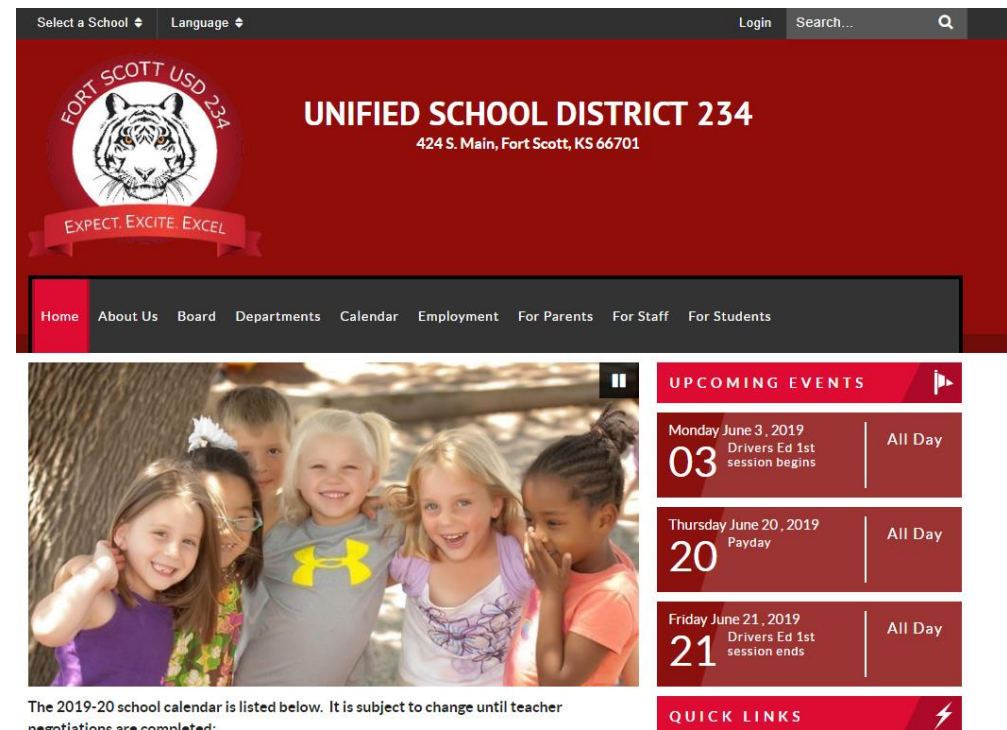 Select a School
Language
Login
Search...
FORT SCOTT USD 234
EXPECT. EXCITE. EXCEL
UNIFIED SCHOOL DISTRICT 234
424 S. Main, Fort Scott, KS 66701
Home
About Us
Board
Departments
Calendar
Employment
For Parents
For Staff
For Students
UPCOMING EVENTS
Monday June 3 , 2019
03
Drivers Ed 1st
session begins
All Day
Thursday June 20 , 2019
20
Payday
All Day
Friday June 21 , 2019
21
Drivers Ed 1st
session ends
All Day
QUICK LINKS
The 2019-20 school calendar is listed below. It is subject to change until teacher
negotiations are completed: